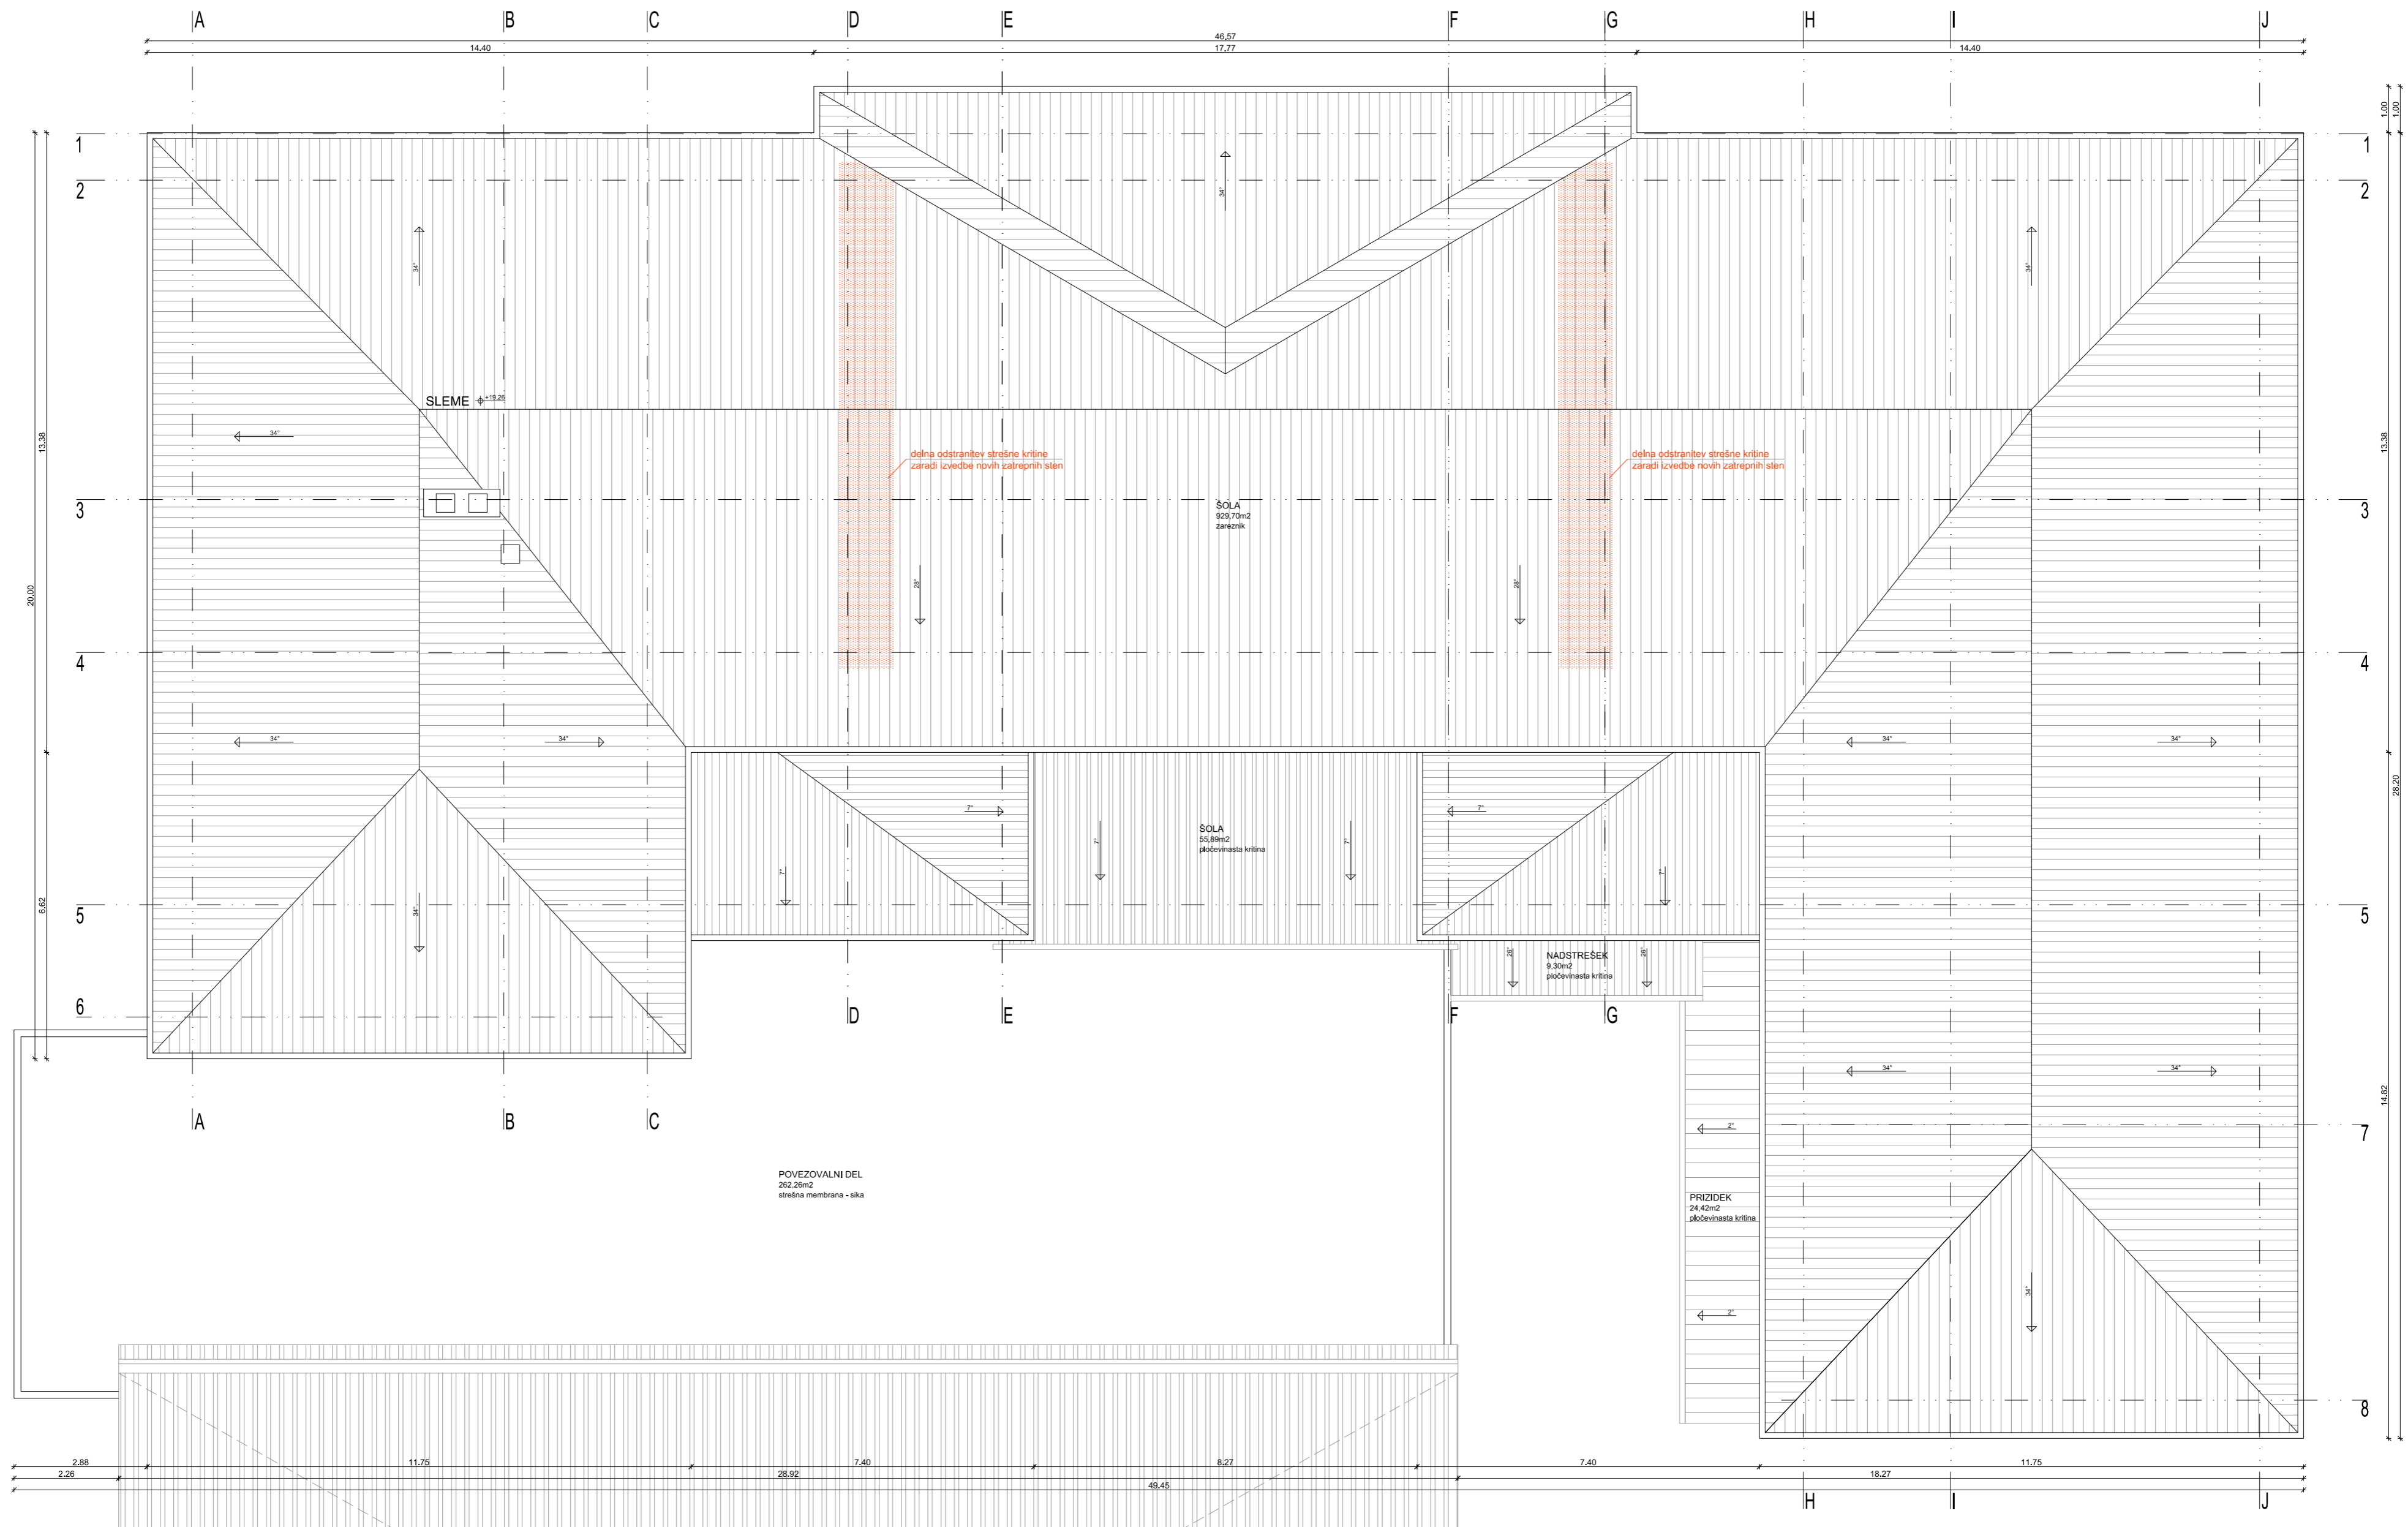 A B C D E F G H I J
46,57
14.40 17,77 14.40
1.00 1.00
1 1
2 2
34°
34° 34°
SLEME +19,26
34°
13,38 13,38
delna odstranitev strešne kritine
zaradi izvedbe novih zatrepnih sten
delna odstranitev strešne kritine
zaradi izvedbe novih zatrepnih sten
3 3
ŠOLA
929,70m2
zareznik
28° 28°
20,00
4 4
34° 34° 34° 34°
28,20
7° 7°
ŠOLA
55,89m2
pločevinasta kritina
7° 7°
7° 7°
6,62
5 5
34°
NADSTREŠEK
9,30m2
pločevinasta kritina
26° 26°
6
D E F G
34° 34°
14,82
A B C
2°
7
POVEZOVALNI DEL
262,26m2
strešna membrana - sika
PRIZIDEK
24,42m2
pločevinasta kritina
34°
2°
8
2.88 11.75 7.40 8.27 7.40 11.75
2.26 28.92 18.27
49.45
H I J